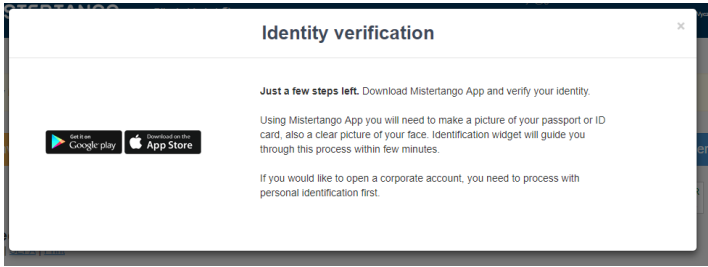 MISTERTANGO
Identity verification
×
Just a few steps left. Download Mistertango App and verify your identity.
Using Mistertango App you will need to make a picture of your passport or ID
card, also a clear picture of your face. Identification widget will guide you
through this process within few minutes.
If you would like to open a corporate account, you need to process with
personal identification first.
Get it on
Google play
Download on the
App Store